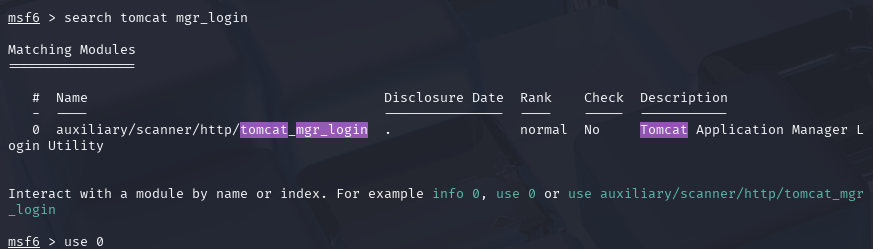 msf6 > search tomcat mgr_login
Matching Modules
================
#  Name                                     Disclosure Date  Rank    Check  Description
-  ----                                     ---------------  ----    -----  -----------
0  auxiliary/scanner/http/tomcat_mgr_login  .                normal  No     Tomcat Application Manager L
ogin Utility
Interact with a module by name or index. For example info 0, use 0 or use auxiliary/scanner/http/tomcat_mgr
_login
msf6 > use 0